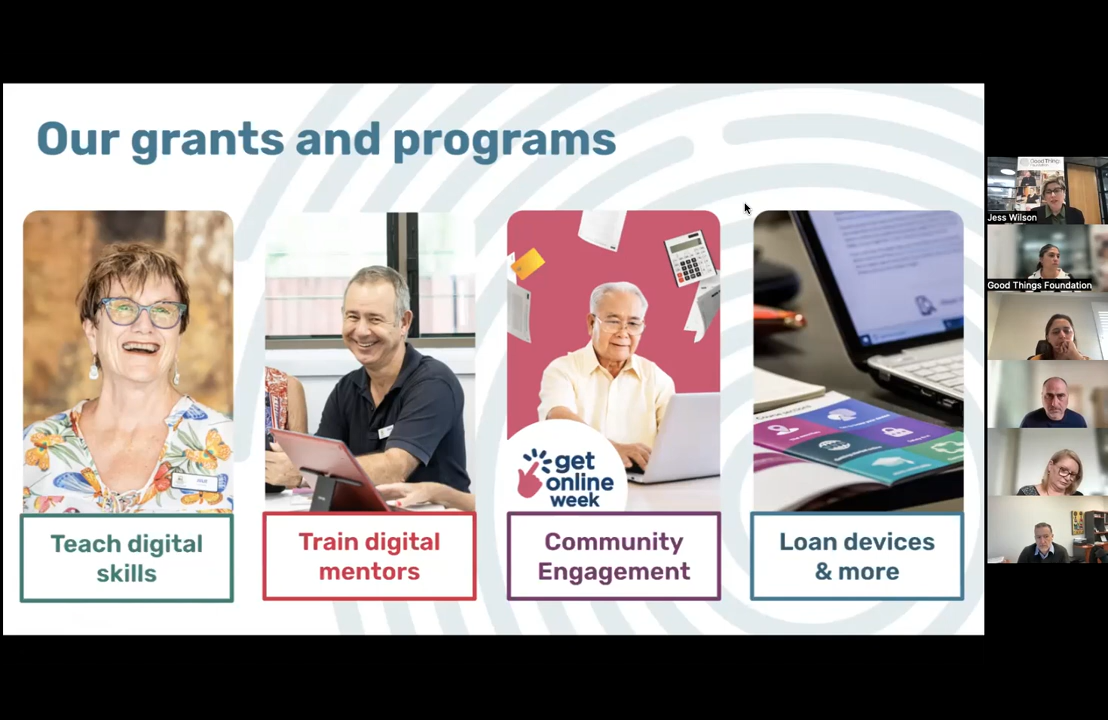 Our grants and programs
get
online
week
Teach digital
skills
Train digital
mentors
Community
Engagement
Loan devices
& more
Jess Wilson
Good Things Foundation